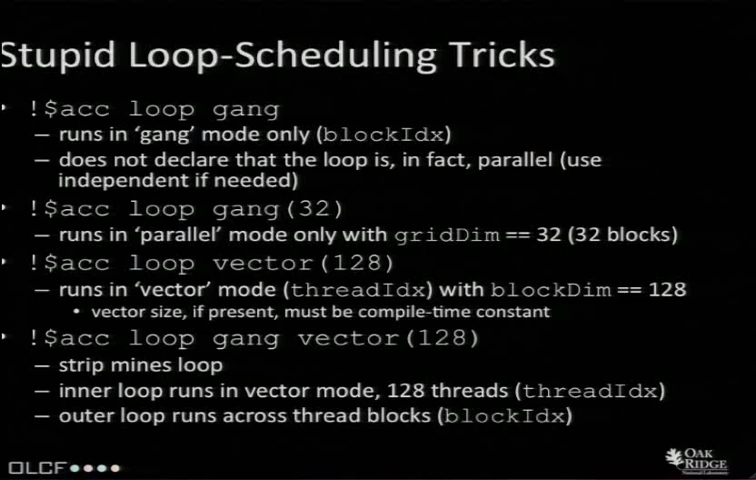 Stupid Loop-Scheduling Tricks
!$acc loop gang
– runs in ‘gang’ mode only (blockIdx)
– does not declare that the loop is, in fact, parallel (use
independent if needed)
!$acc loop gang(32)
– runs in ‘parallel’ mode only with gridDim == 32 (32 blocks)
!$acc loop vector(128)
– runs in ‘vector’ mode (threadIdx) with blockDim == 128
• vector size, if present, must be compile-time constant
!$acc loop gang vector(128)
– strip mines loop
– inner loop runs in vector mode, 128 threads (threadIdx)
– outer loop runs across thread blocks (blockIdx)
OLCF
OAK
RIDGE
National Laboratory